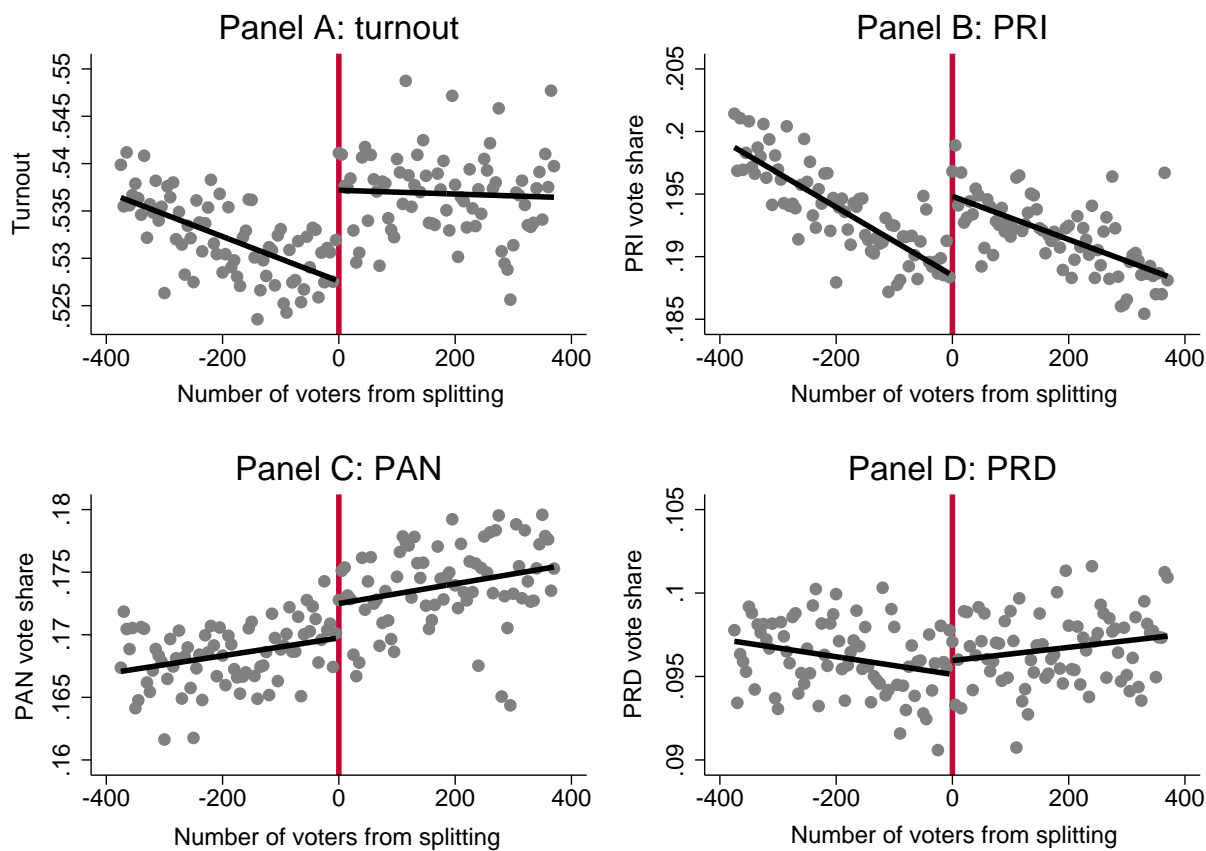 Panel A: turnout
Turnout
.55
.545
.54
.535
.53
.525
-400 -200 0 200 400
Number of voters from splitting
Panel B: PRI
PRI vote share
.205
.2
.195
.19
.185
-400 -200 0 200 400
Number of voters from splitting
Panel C: PAN
PAN vote share
.18
.175
.17
.165
.16
-400 -200 0 200 400
Number of voters from splitting
Panel D: PRD
PRD vote share
.105
.1
.095
.09
-400 -200 0 200 400
Number of voters from splitting